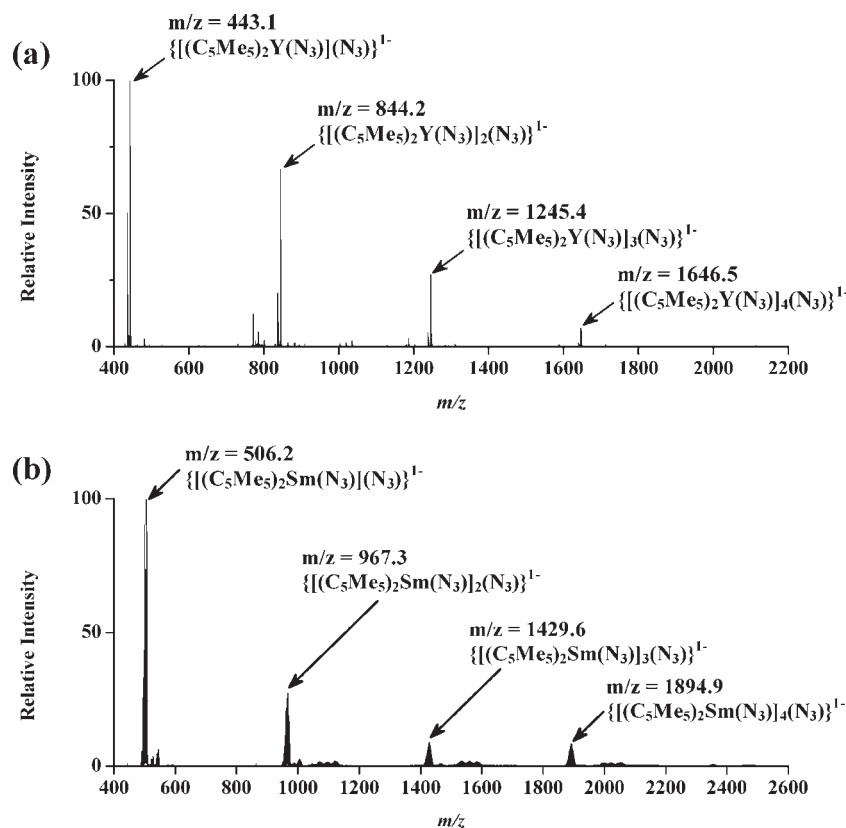 (a)
m/z = 443.1
{[(C₅Me₅)₂Y(N₃)](N₃)}¹⁻
m/z = 844.2
{[(C₅Me₅)₂Y(N₃)]₂(N₃)}¹⁻
m/z = 1245.4
{[(C₅Me₅)₂Y(N₃)]₃(N₃)}¹⁻
m/z = 1646.5
{[(C₅Me₅)₂Y(N₃)]₄(N₃)}¹⁻
Relative Intensity
100
50
0
400 600 800 1000 1200 1400 1600 1800 2000 2200
m/z
(b)
m/z = 506.2
{[(C₅Me₅)₂Sm(N₃)](N₃)}¹⁻
m/z = 967.3
{[(C₅Me₅)₂Sm(N₃)]₂(N₃)}¹⁻
m/z = 1429.6
{[(C₅Me₅)₂Sm(N₃)]₃(N₃)}¹⁻
m/z = 1894.9
{[(C₅Me₅)₂Sm(N₃)]₄(N₃)}¹⁻
Relative Intensity
100
50
0
400 600 800 1000 1200 1400 1600 1800 2000 2200 2400 2600
m/z